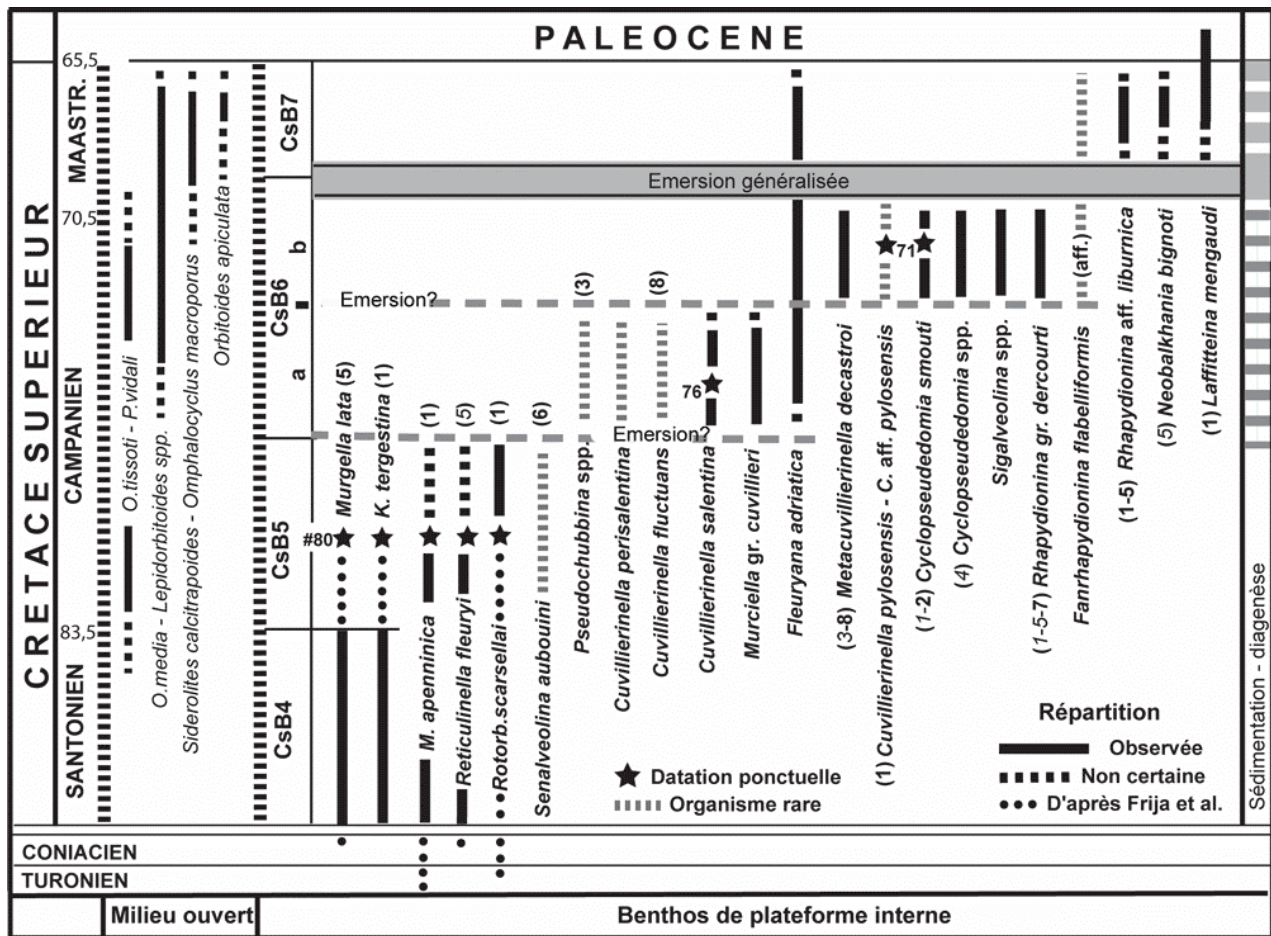 PALEOCENE
CRETACE SUPERIEUR
65,5
MAASTR.
70,5
CAMPANIEN
83,5
SANTONIEN
CONIACIEN
TURONIEN
O.tissoti - P.vidali
O.media - Lepidorbitoides spp.
Siderolites calcitrapoides - Omphalocyclus macroporus
Orbitoides apiculata
CsB7
CsB6
b
a
CsB5
CsB4
Emersion généralisée
Emersion?
Emersion?
#80
76
71
Murgella lata (5)
K. tergestina (1)
M. apenninica (1)
Reticulinella fleuryi (5)
Rotorb.scarsellai (1)
Senalveolina aubouini (6)
Pseudochubbina spp. (3)
Cuvillierinella perisalentina
Cuvillierinella fluctuans (8)
Cuvillierinella salentina
Murciella gr. cuvillieri
Fleuryana adriatica
(3-8) Metacuvillierinella decastroi
(1) Cuvillierinella pylosensis - C. aff. pylosensis
(1-2) Cyclopseudedomia smouti
(4) Cyclopseudedomia spp.
Sigalveolina spp.
(1-5-7) Rhapydionina gr. dercourti
Fanrhapydionina flabelliformis (aff.)
(1-5) Rhapydionina aff. liburnica
(5) Neobalkhania bignoti
(1) Laffitteina mengaudi
Répartition
Observée
Non certaine
D'après Frija et al.
Datation ponctuelle
Organisme rare
Sédimentation - diagenèse
Milieu ouvert
Benthos de plateforme interne